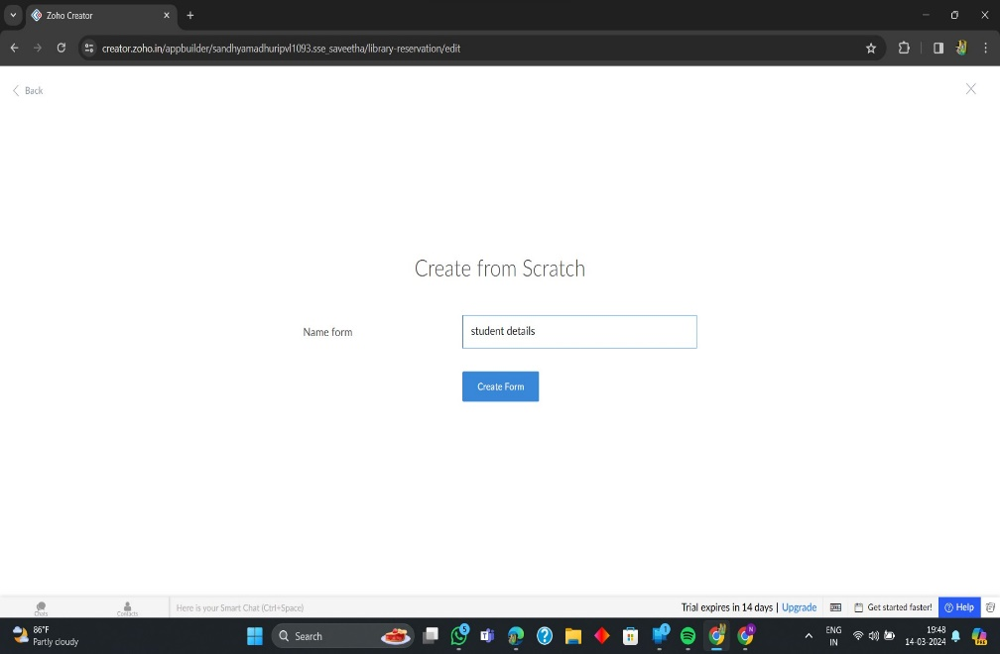 Zoho Creator
creator.zoho.in/appbuilder/sandhyamadhuripvl1093.sse_saveetha/library-reservation/edit
Back
Create from Scratch
Name form
student details
Create Form
Chats
Contacts
Here is your Smart Chat (Ctrl+Space)
Trial expires in 14 days | Upgrade
Get started faster!
Help
86°F
Partly cloudy
Search
5
1
N
ENG
IN
19:48
14-03-2024